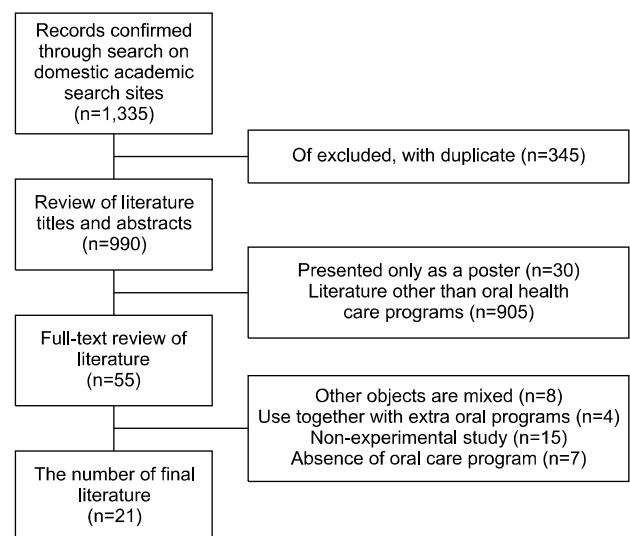 Records confirmed
through search on
domestic academic
search sites
(n=1,335)
Of excluded, with duplicate (n=345)
Review of literature
titles and abstracts
(n=990)
Presented only as a poster (n=30)
Literature other than oral health
care programs (n=905)
Full-text review of
literature
(n=55)
Other objects are mixed (n=8)
Use together with extra oral programs (n=4)
Non-experimental study (n=15)
Absence of oral care program (n=7)
The number of final
literature
(n=21)